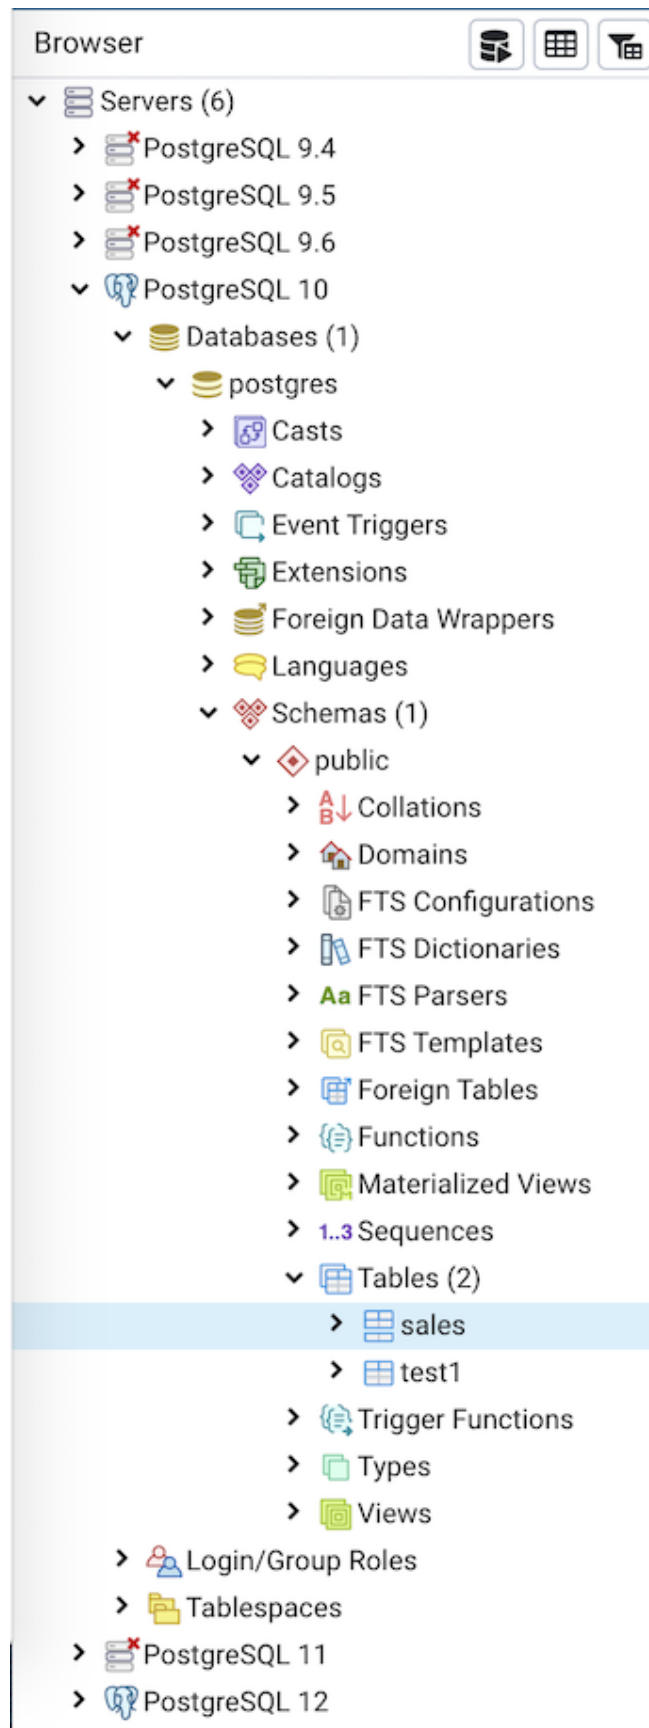 Browser
Servers (6)
PostgreSQL 9.4
PostgreSQL 9.5
PostgreSQL 9.6
PostgreSQL 10
Databases (1)
postgres
Casts
Catalogs
Event Triggers
Extensions
Foreign Data Wrappers
Languages
Schemas (1)
public
AB Collations
Domains
FTS Configurations
FTS Dictionaries
Aa FTS Parsers
FTS Templates
Foreign Tables
Functions
Materialized Views
1..3 Sequences
Tables (2)
sales
test1
Trigger Functions
Types
Views
Login/Group Roles
Tablespaces
PostgreSQL 11
PostgreSQL 12